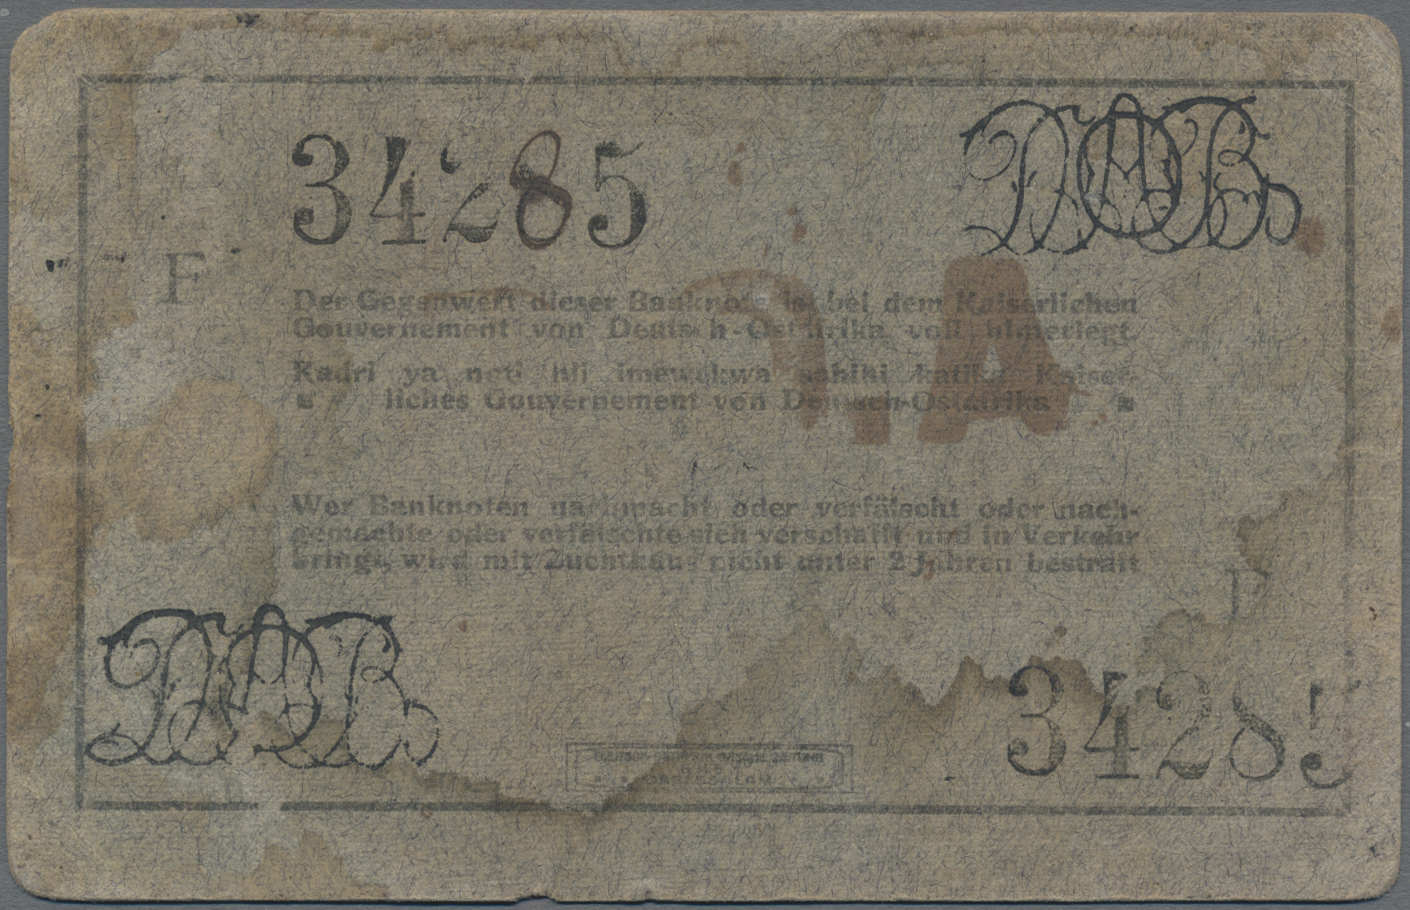 34285
DOAB
F
Der Gegenwert dieser Banknote ist bei dem Kaiserlichen
Gouvernement von Deutsch-Ostafrika voll hinterlegt.
Kadri ya noti hii imewekwa sahihi katika Kaiser-
liches Gouvernement von Deutsch-Ostafrika
Wer Banknoten nachmacht oder verfälscht oder nach-
gemachte oder verfälschte sich verschafft und in Verkehr
bringt, wird mit Zuchthaus nicht unter 2 Jahren bestraft
DOAB
34285